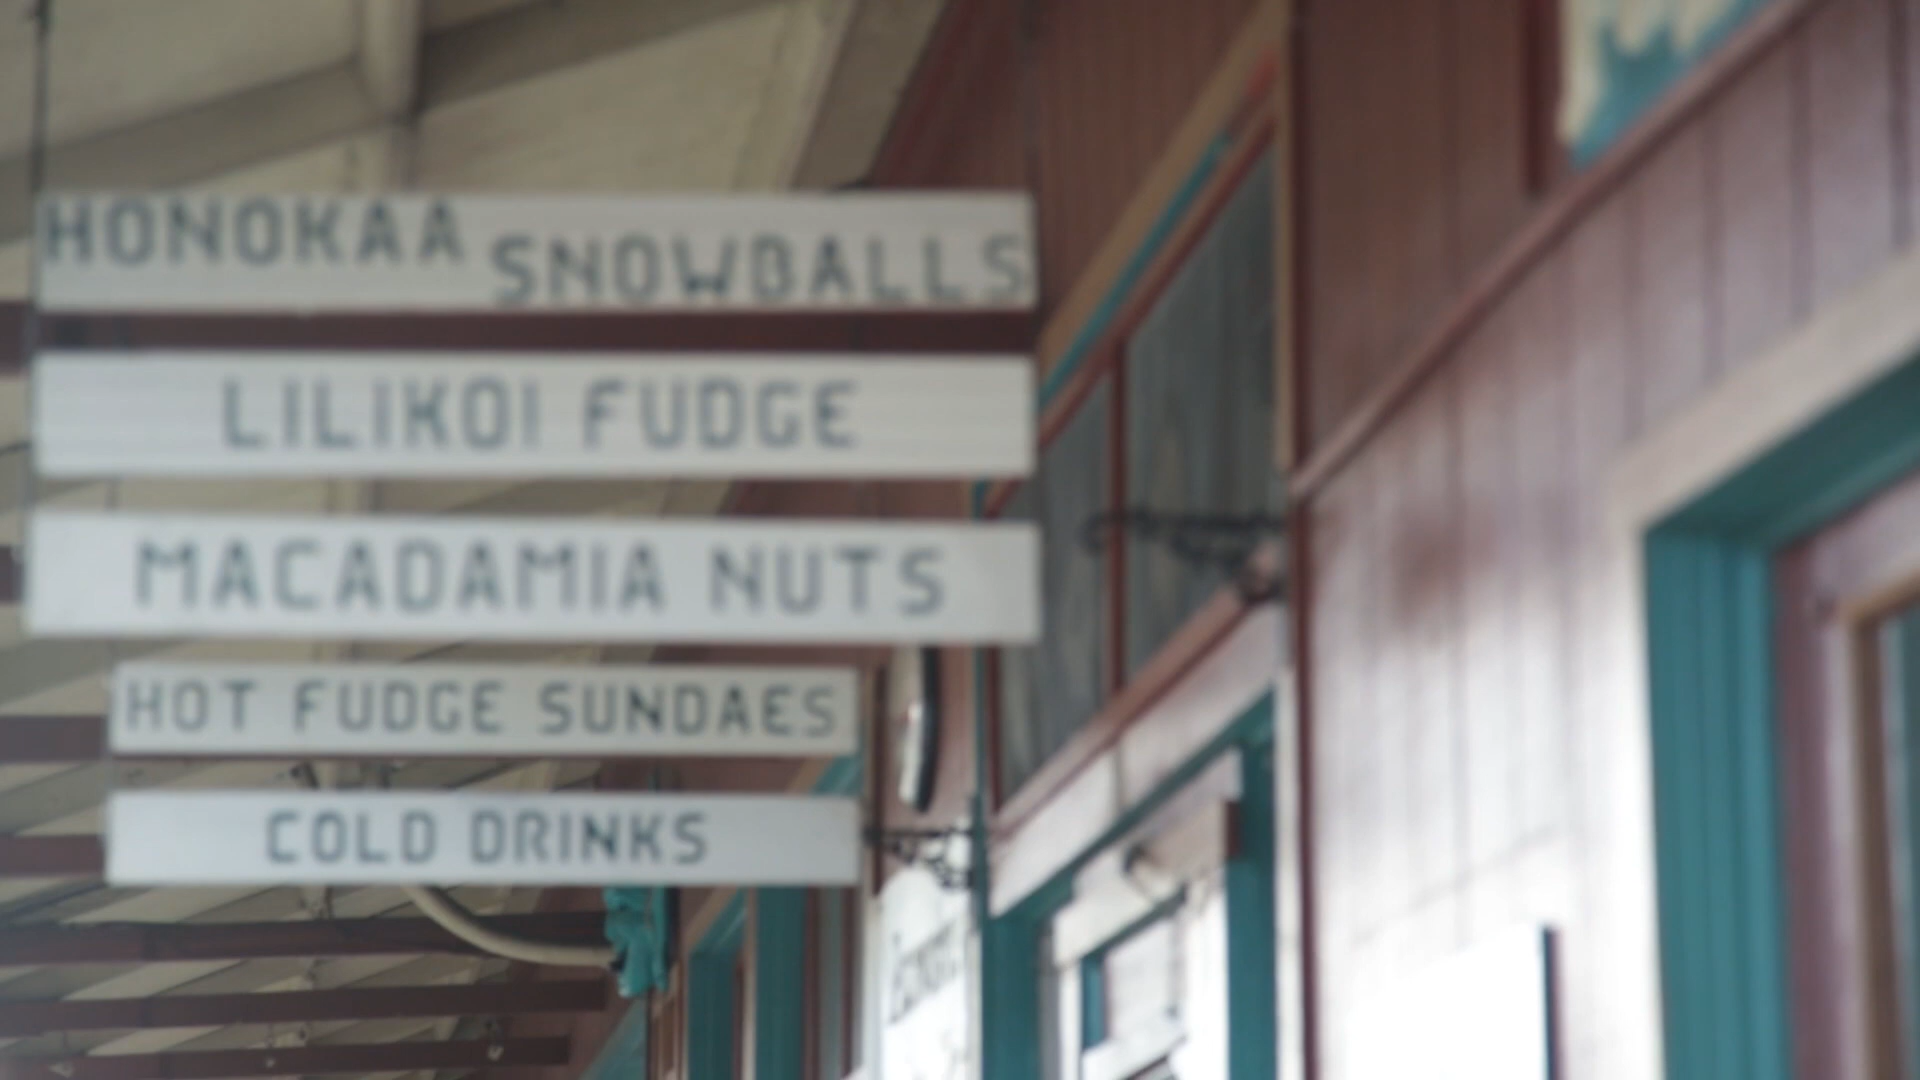 HONOKAA SNOWBALLS
LILIKOI FUDGE
MACADAMIA NUTS
HOT FUDGE SUNDAES
COLD DRINKS